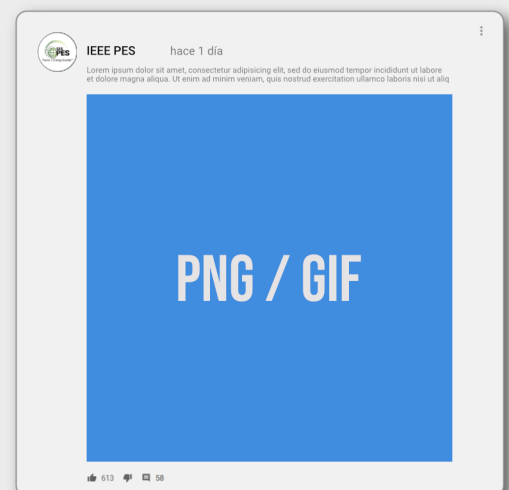 IEEE PES hace 1 día
PES
Lorem ipsum dolor sit amet, consectetur adipisicing elit, sed do eiusmod tempor incididunt ut labore
et dolore magna aliqua. Ut enim ad minim veniam, quis nostrud exercitation ullamco laboris nisi ut aliq
PNG / GIF
613 58